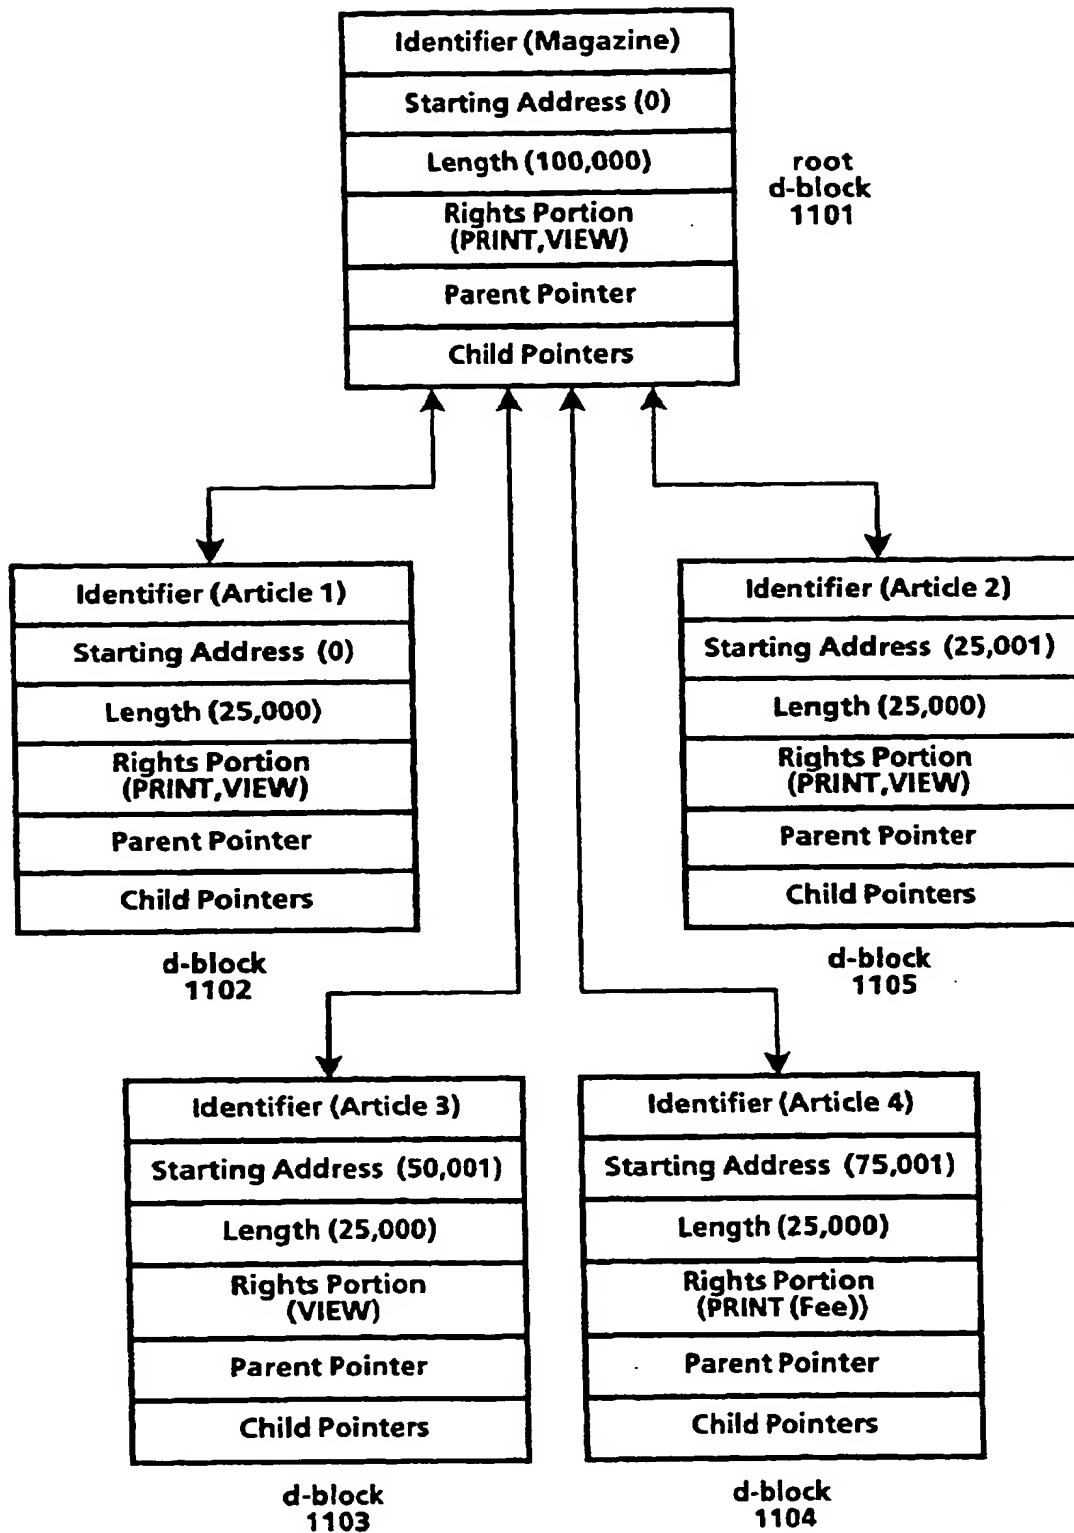 Identifier (Magazine)
Starting Address (0)
Length (100,000)
Rights Portion
(PRINT,VIEW)
Parent Pointer
Child Pointers
root
d-block
1101
Identifier (Article 1)
Starting Address (0)
Length (25,000)
Rights Portion
(PRINT,VIEW)
Parent Pointer
Child Pointers
d-block
1102
Identifier (Article 2)
Starting Address (25,001)
Length (25,000)
Rights Portion
(PRINT,VIEW)
Parent Pointer
Child Pointers
d-block
1105
Identifier (Article 3)
Starting Address (50,001)
Length (25,000)
Rights Portion
(VIEW)
Parent Pointer
Child Pointers
d-block
1103
Identifier (Article 4)
Starting Address (75,001)
Length (25,000)
Rights Portion
(PRINT (Fee))
Parent Pointer
Child Pointers
d-block
1104